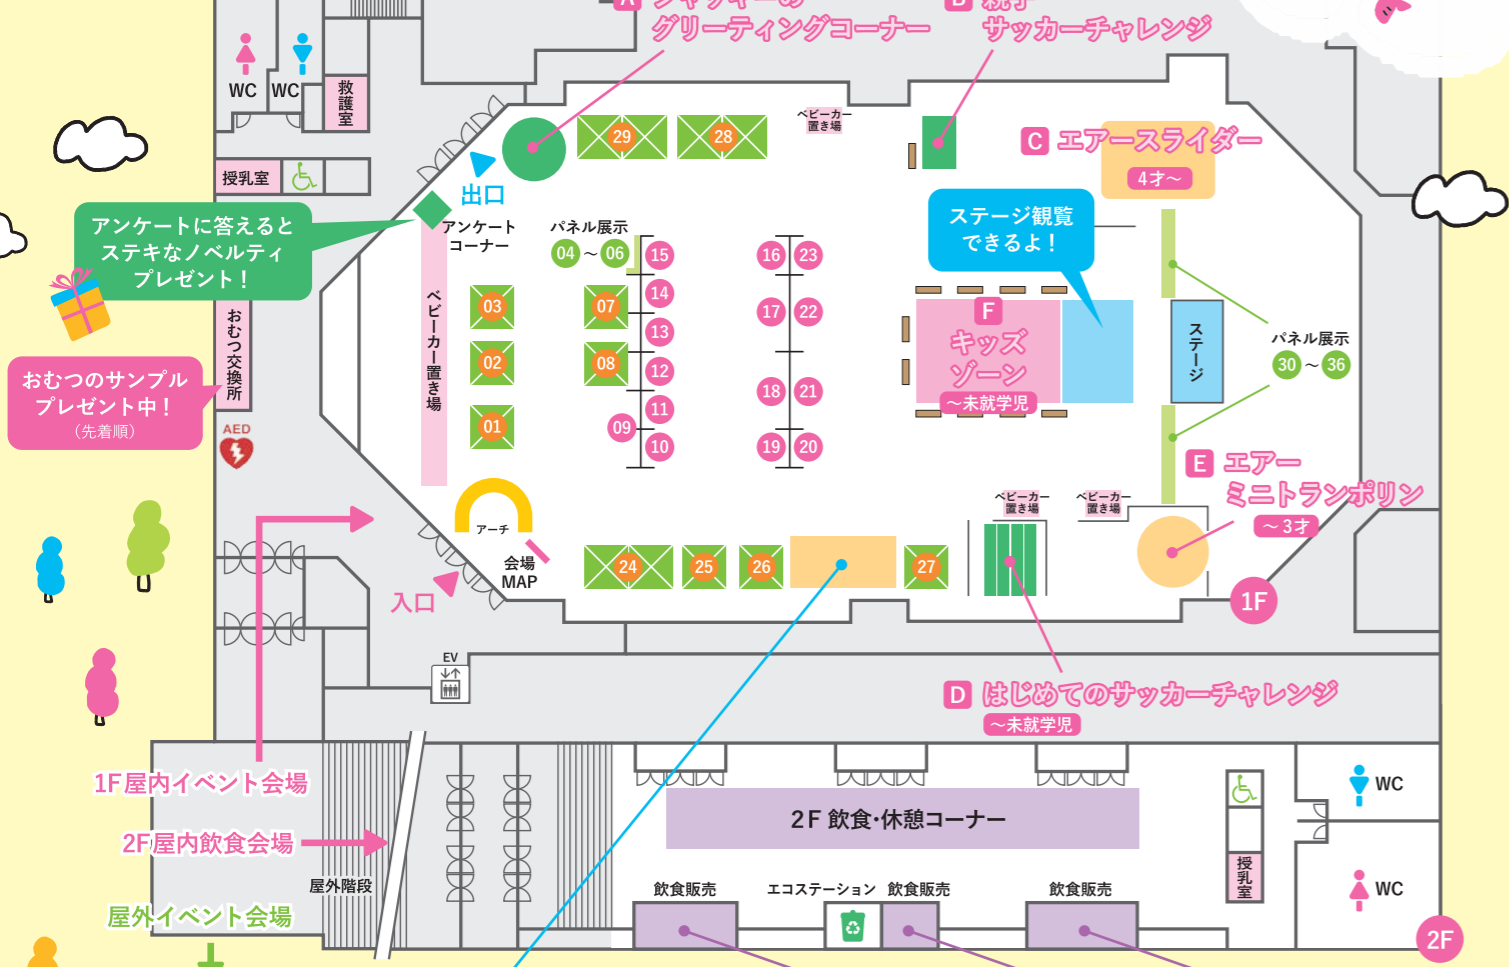 グリーティングコーナー
サッカーチャレンジ
WC
WC
救護室
ベビーカー
置き場
29
28
C エアースライダー
4才〜
授乳室
出口
アンケートに答えると
ステキなノベルティ
プレゼント！
アンケート
コーナー
パネル展示
04 〜 06
ステージ観覧
できるよ！
15
14
13
12
11
10
09
16
23
17
22
18
21
19
20
03
02
01
07
08
ベビーカー置き場
F
キッズ
ゾーン
〜未就学児
ステージ
パネル展示
30 〜 36
おむつ交換所
おむつのサンプル
プレゼント中！
（先着順）
AED
E エアー
ミニトランポリン
〜3才
ベビーカー
置き場
ベビーカー
置き場
アーチ
会場
MAP
入口
24
25
26
27
1F
EV
D はじめてのサッカーチャレンジ
〜未就学児
1F屋内イベント会場
2F屋内飲食会場
屋外階段
屋外イベント会場
2F 飲食・休憩コーナー
飲食販売
エコステーション
飲食販売
飲食販売
授乳室
WC
WC
2F